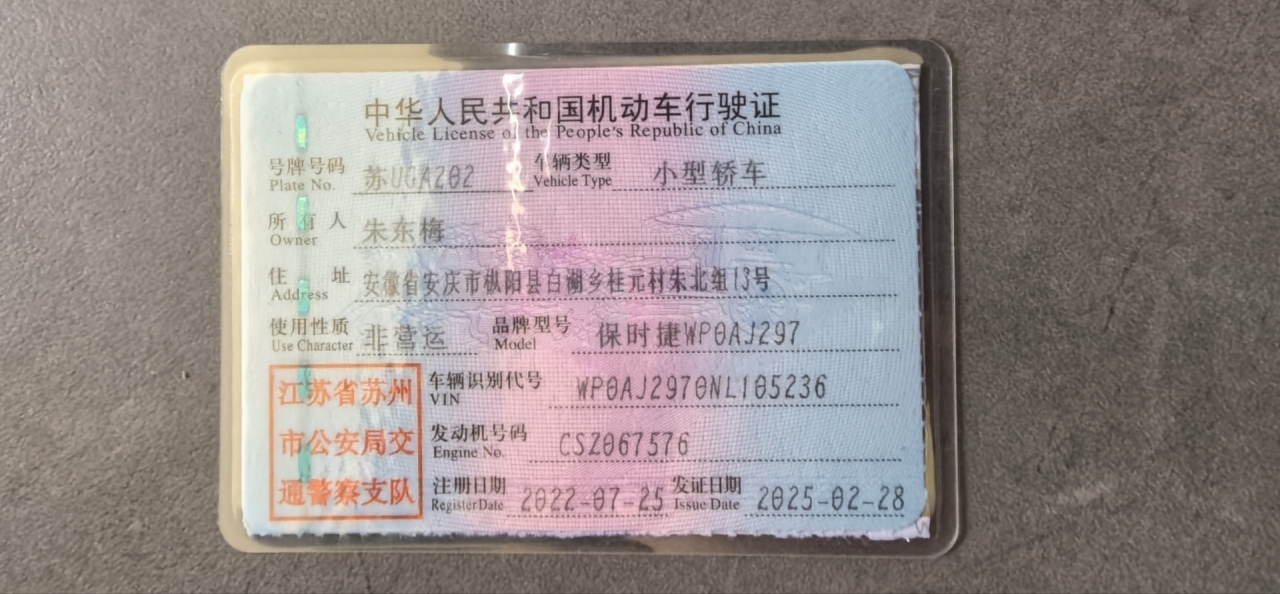 中华人民共和国机动车行驶证
Vehicle License of the People's Republic of China
号牌号码 苏UGA202 车辆类型 小型轿车
Plate No. Vehicle Type
所有人 朱东梅
Owner
住址 安徽省安庆市枞阳县白湖乡桂元村朱北组13号
Address
使用性质 非营运 品牌型号 保时捷WP0AJ297
Use Character Model
江苏省苏州 车辆识别代号 WP0AJ2970NL105236
VIN
市公安局交 发动机号码 CSZ067576
Engine No.
通警察支队 注册日期 2022-07-25 发证日期 2025-02-28
Register Date Issue Date